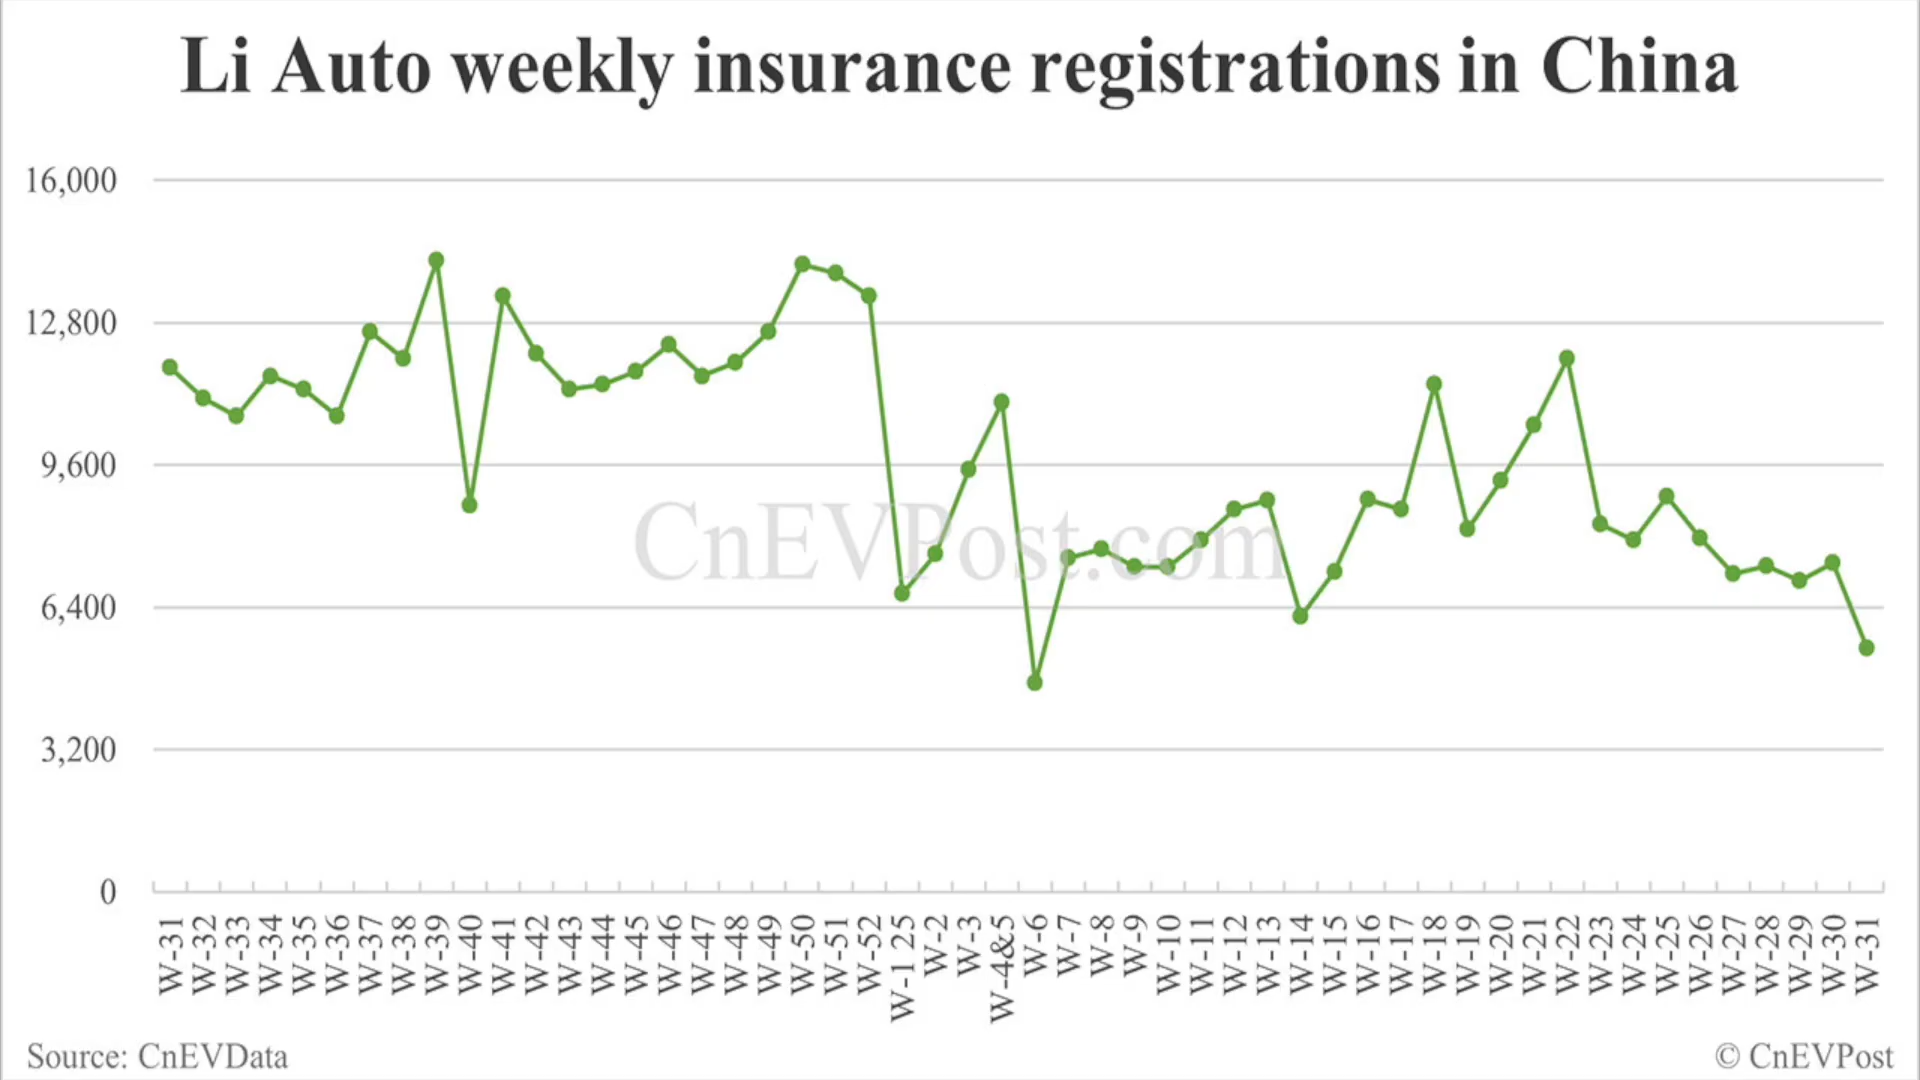 Li Auto weekly insurance registrations in China
16,000
12,800
9,600
6,400
3,200
0
CnEVPost.com
W-31
W-32
W-33
W-34
W-35
W-36
W-37
W-38
W-39
W-40
W-41
W-42
W-43
W-44
W-45
W-46
W-47
W-48
W-49
W-50
W-51
W-52
W-1-25
W-2
W-3
W-4&5
W-6
W-7
W-8
W-9
W-10
W-11
W-12
W-13
W-14
W-15
W-16
W-17
W-18
W-19
W-20
W-21
W-22
W-23
W-24
W-25
W-26
W-27
W-28
W-29
W-30
W-31
Source: CnEVData
© CnEVPost